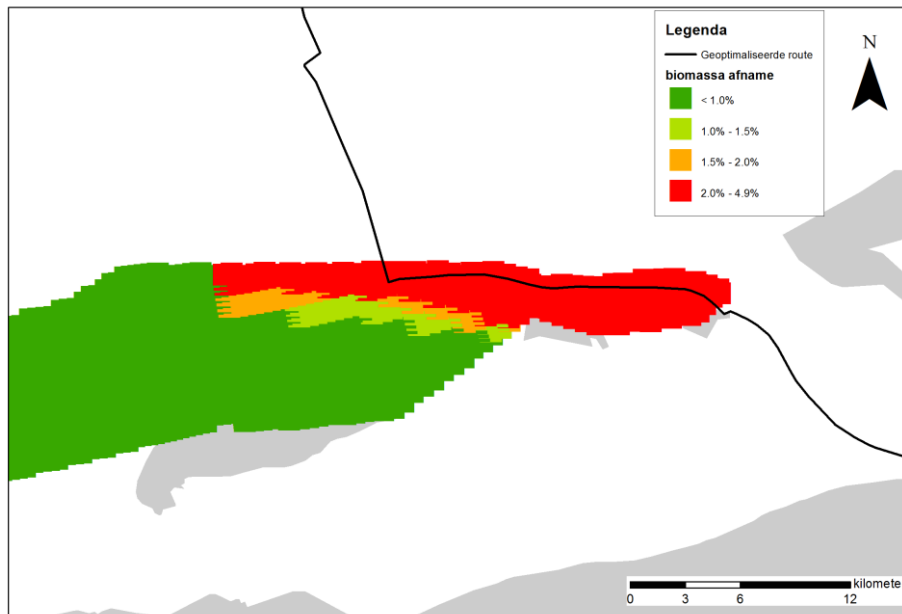 Legenda
Geoptimaliseerde route
biomassa afname
< 1.0%
1.0% - 1.5%
1.5% - 2.0%
2.0% - 4.9%
N
kilomete
0 3 6 12